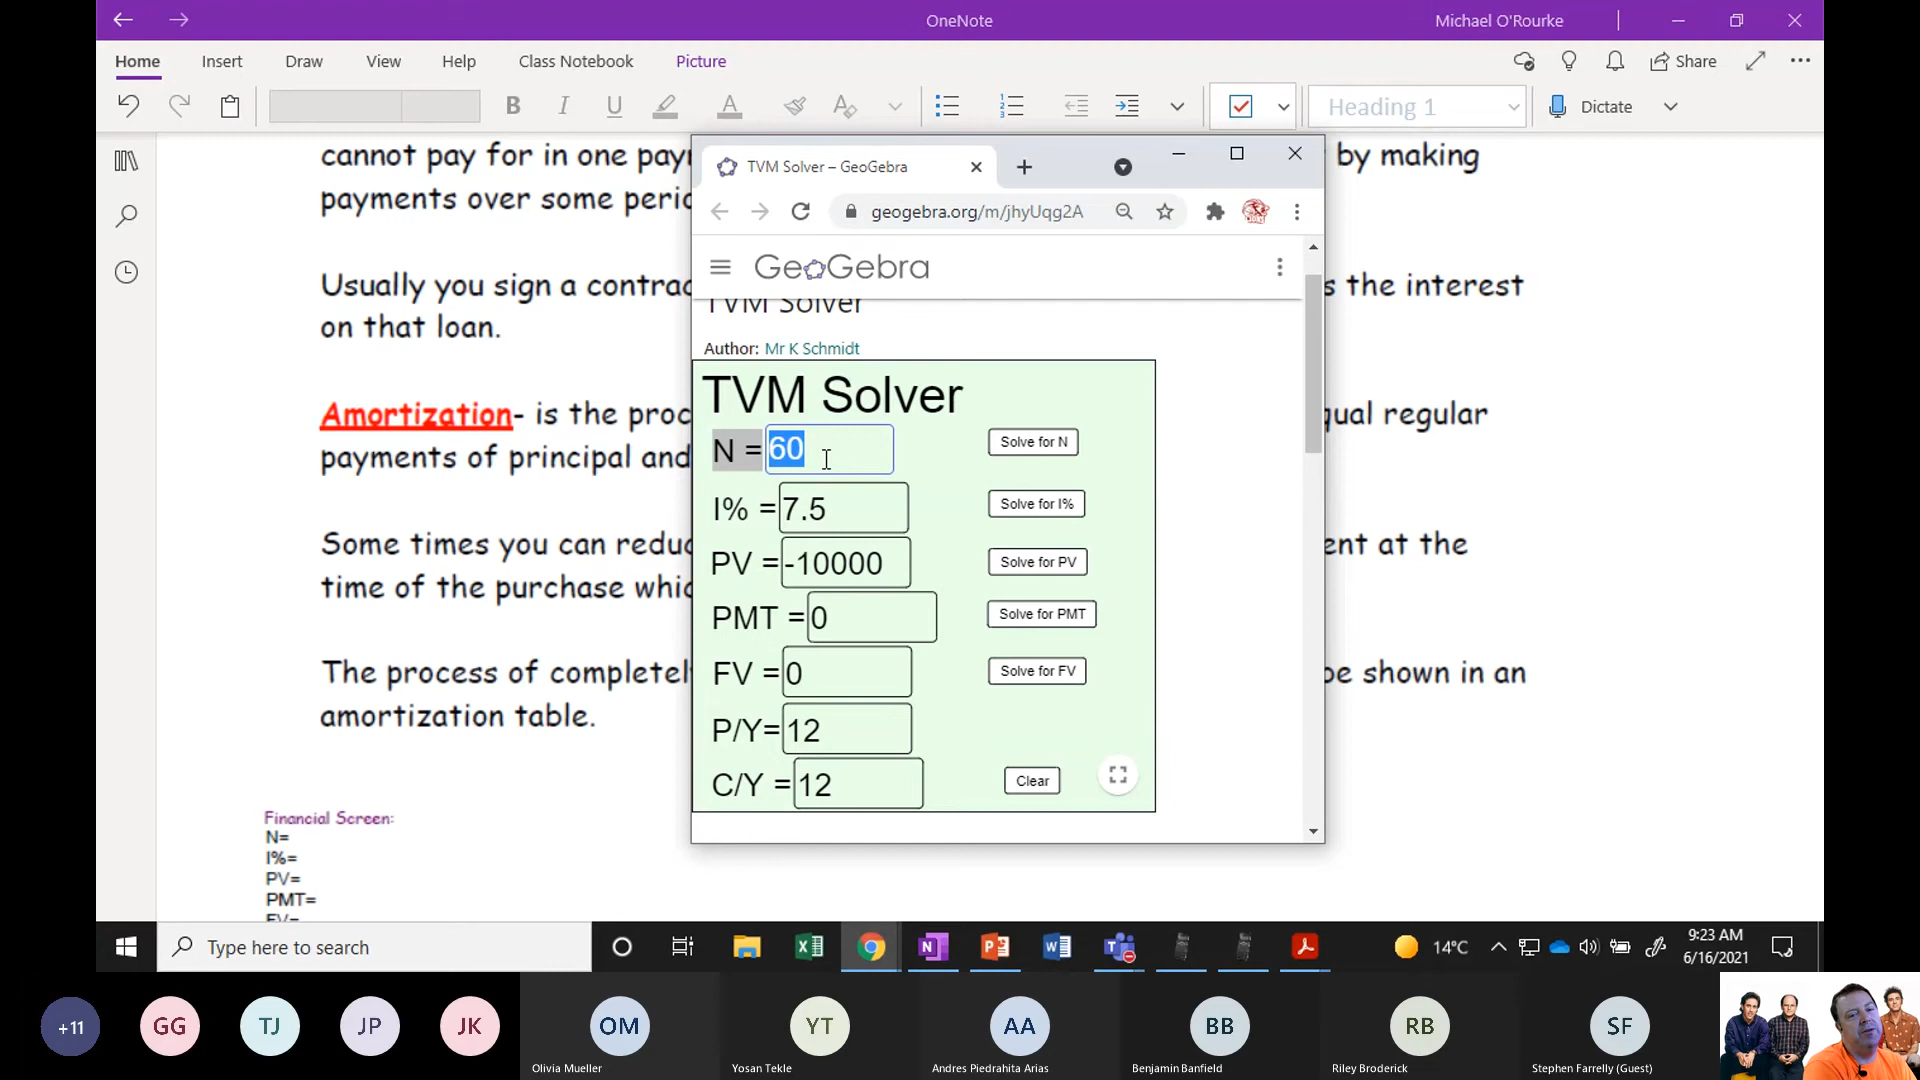 OneNote
Michael O'Rourke
Home
Insert
Draw
View
Help
Class Notebook
Picture
Share
B
I
U
A
A
Heading 1
Dictate
cannot pay for in one payn
by making
payments over some perio
Usually you sign a contrac
s the interest
on that loan.
Amortization- is the proc
qual regular
payments of principal and
Some times you can redu
ent at the
time of the purchase whic
The process of complete
be shown in an
amortization table.
Financial Screen:
N=
I%=
PV=
PMT=
FV=
TVM Solver – GeoGebra
geogebra.org/m/jhyUqg2A
GeoGebra
TVM Solver
Author: Mr K Schmidt
TVM Solver
N = 60
Solve for N
I% = 7.5
Solve for I%
PV = -10000
Solve for PV
PMT = 0
Solve for PMT
FV = 0
Solve for FV
P/Y= 12
C/Y = 12
Clear
Type here to search
14°C
9:23 AM
6/16/2021
+11
GG
TJ
JP
JK
OM
YT
AA
BB
RB
SF
Olivia Mueller
Yosan Tekle
Andres Piedrahita Arias
Benjamin Banfield
Riley Broderick
Stephen Farrelly (Guest)